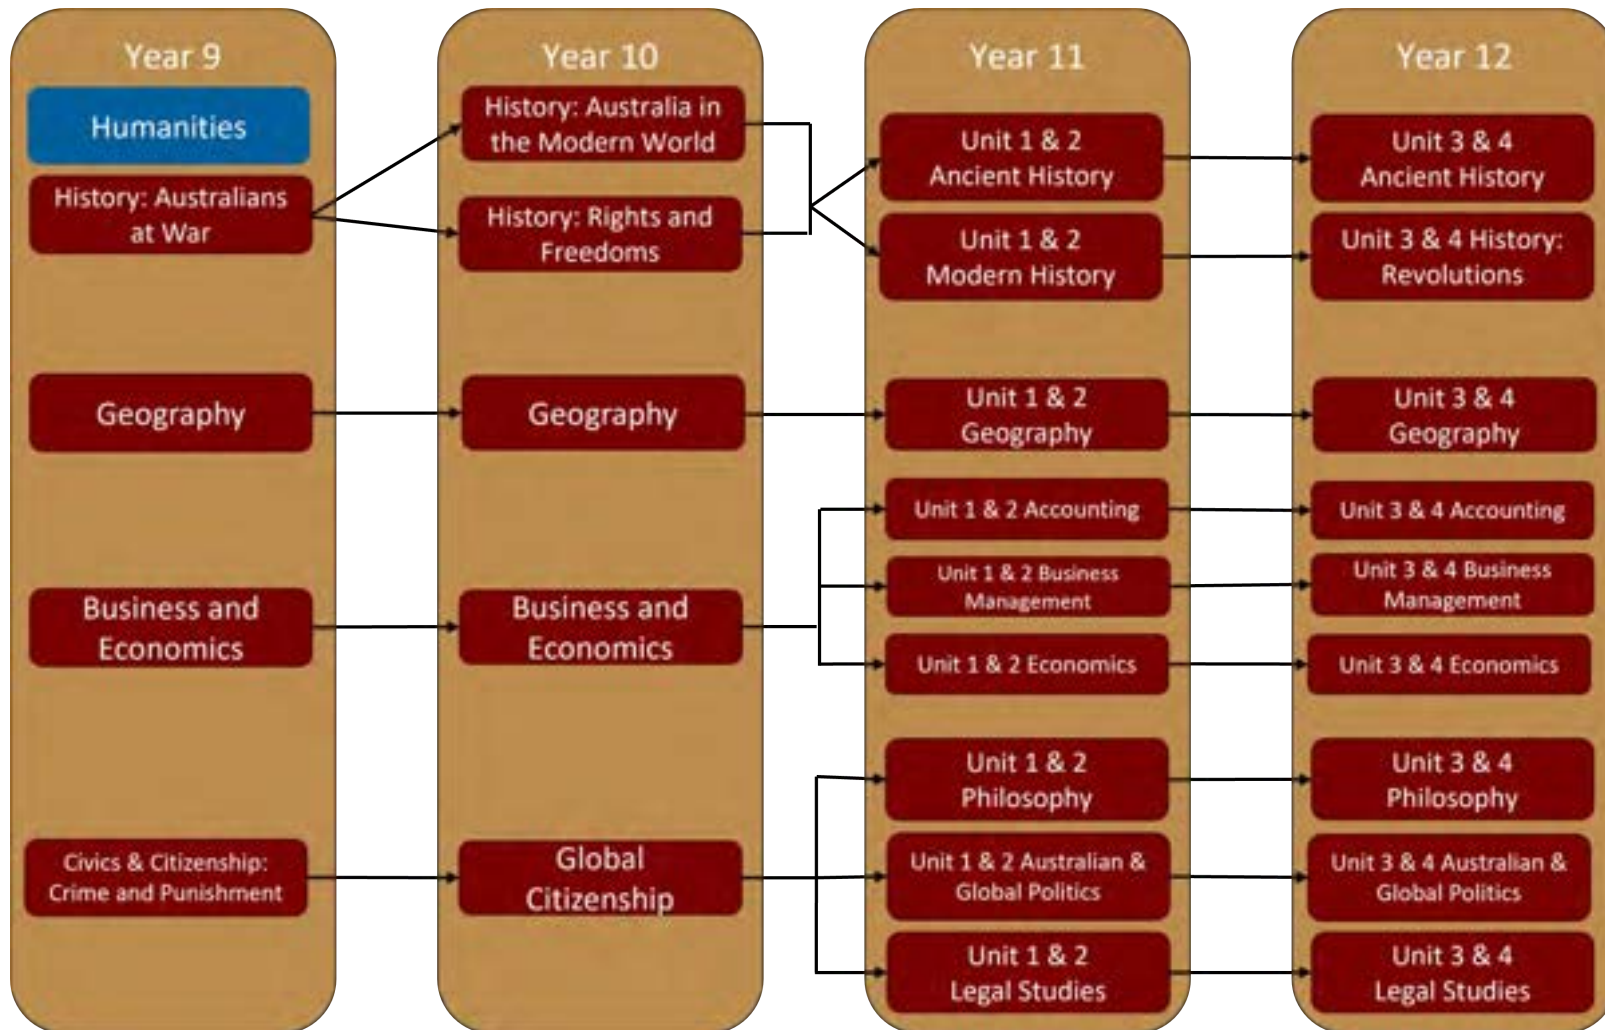 Year 9
Humanities
History: Australians
at War
Geography
Business and
Economics
Civics & Citizenship:
Crime and Punishment
Year 10
History: Australia in
the Modern World
History: Rights and
Freedoms
Geography
Business and
Economics
Global
Citizenship
Year 11
Unit 1 & 2
Ancient History
Unit 1 & 2
Modern History
Unit 1 & 2
Geography
Unit 1 & 2 Accounting
Unit 1 & 2 Business
Management
Unit 1 & 2 Economics
Unit 1 & 2
Philosophy
Unit 1 & 2 Australian &
Global Politics
Unit 1 & 2
Legal Studies
Year 12
Unit 3 & 4
Ancient History
Unit 3 & 4 History:
Revolutions
Unit 3 & 4
Geography
Unit 3 & 4 Accounting
Unit 3 & 4 Business
Management
Unit 3 & 4 Economics
Unit 3 & 4
Philosophy
Unit 3 & 4 Australian &
Global Politics
Unit 3 & 4
Legal Studies